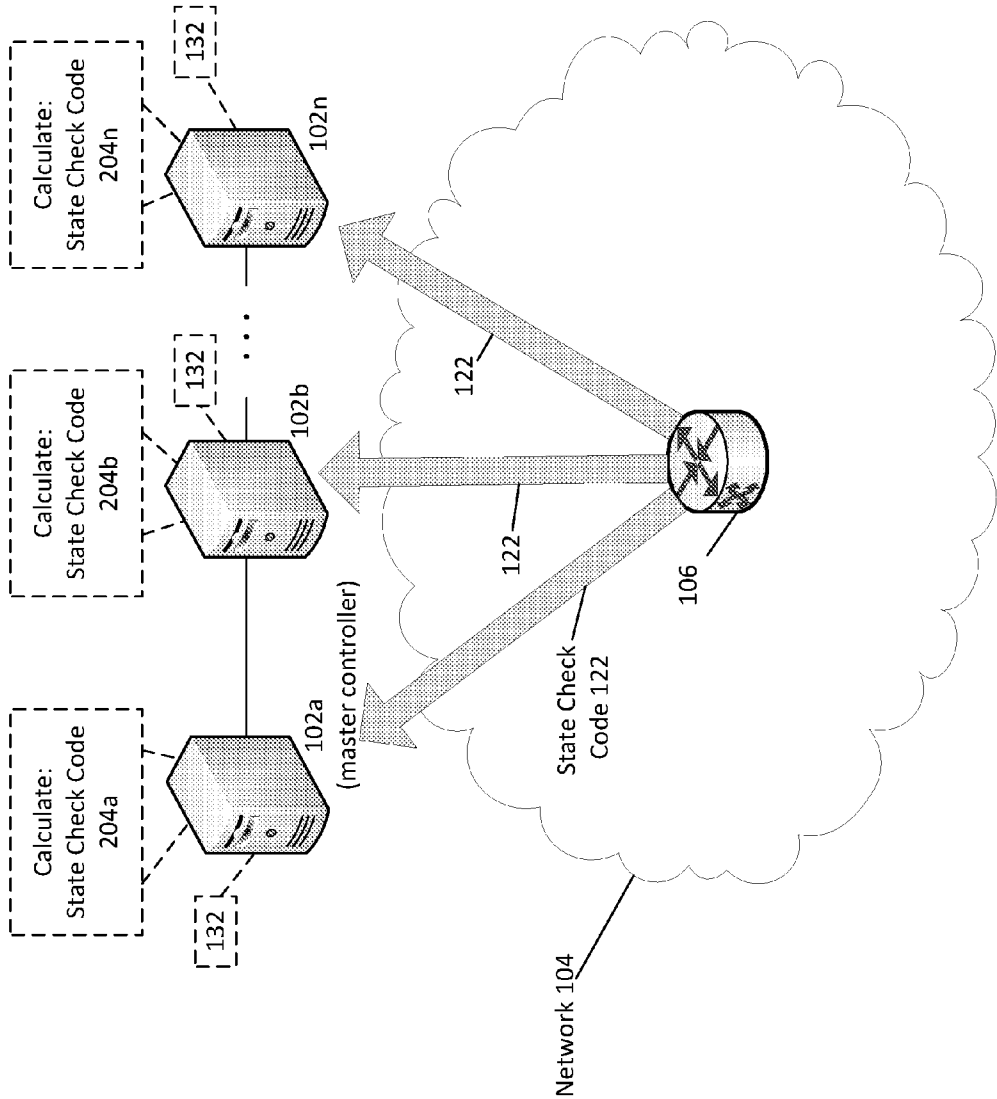 Calculate:
State Check Code
204a
Calculate:
State Check Code
204b
Calculate:
State Check Code
204n
132
132
132
102a
(master controller)
102b
102n
. . .
State Check
Code 122
122
122
106
Network 104